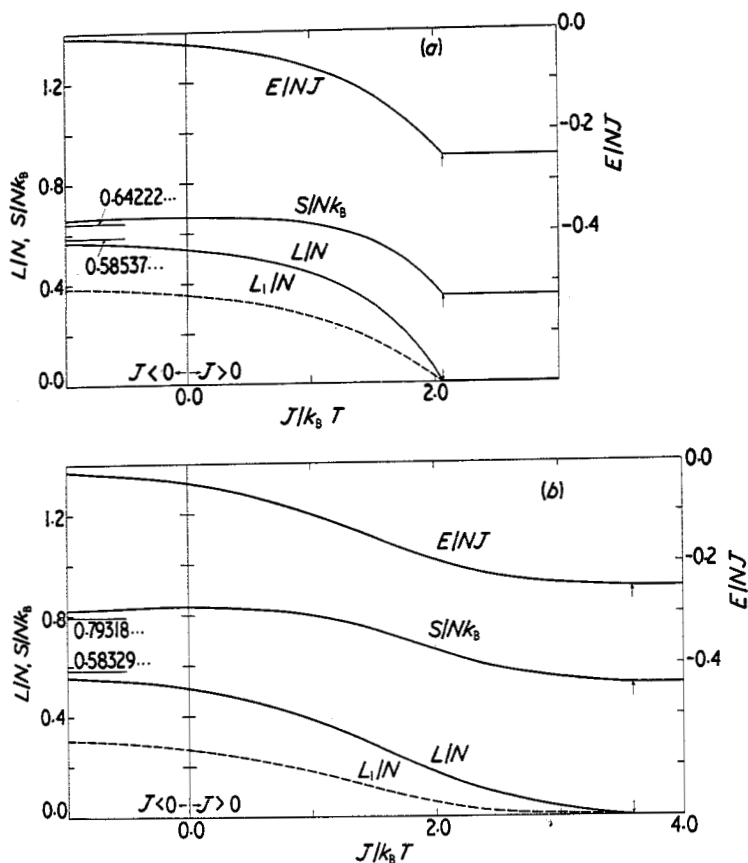 (a)
0.0
1.2
E/NJ
-0.2
E/NJ
L/N, S/Nk_B
0.8
0.64222...
S/Nk_B
-0.4
0.58537...
L/N
0.4
L₁/N
0.0
J<0←→J>0
0.0
2.0
J/k_B T
(b)
0.0
1.2
E/NJ
-0.2
E/NJ
L/N, S/Nk_B
0.8
0.79318...
S/Nk_B
0.58329...
-0.4
0.4
L₁/N
L/N
0.0
J<0←→J>0
0.0
2.0
4.0
J/k_B T